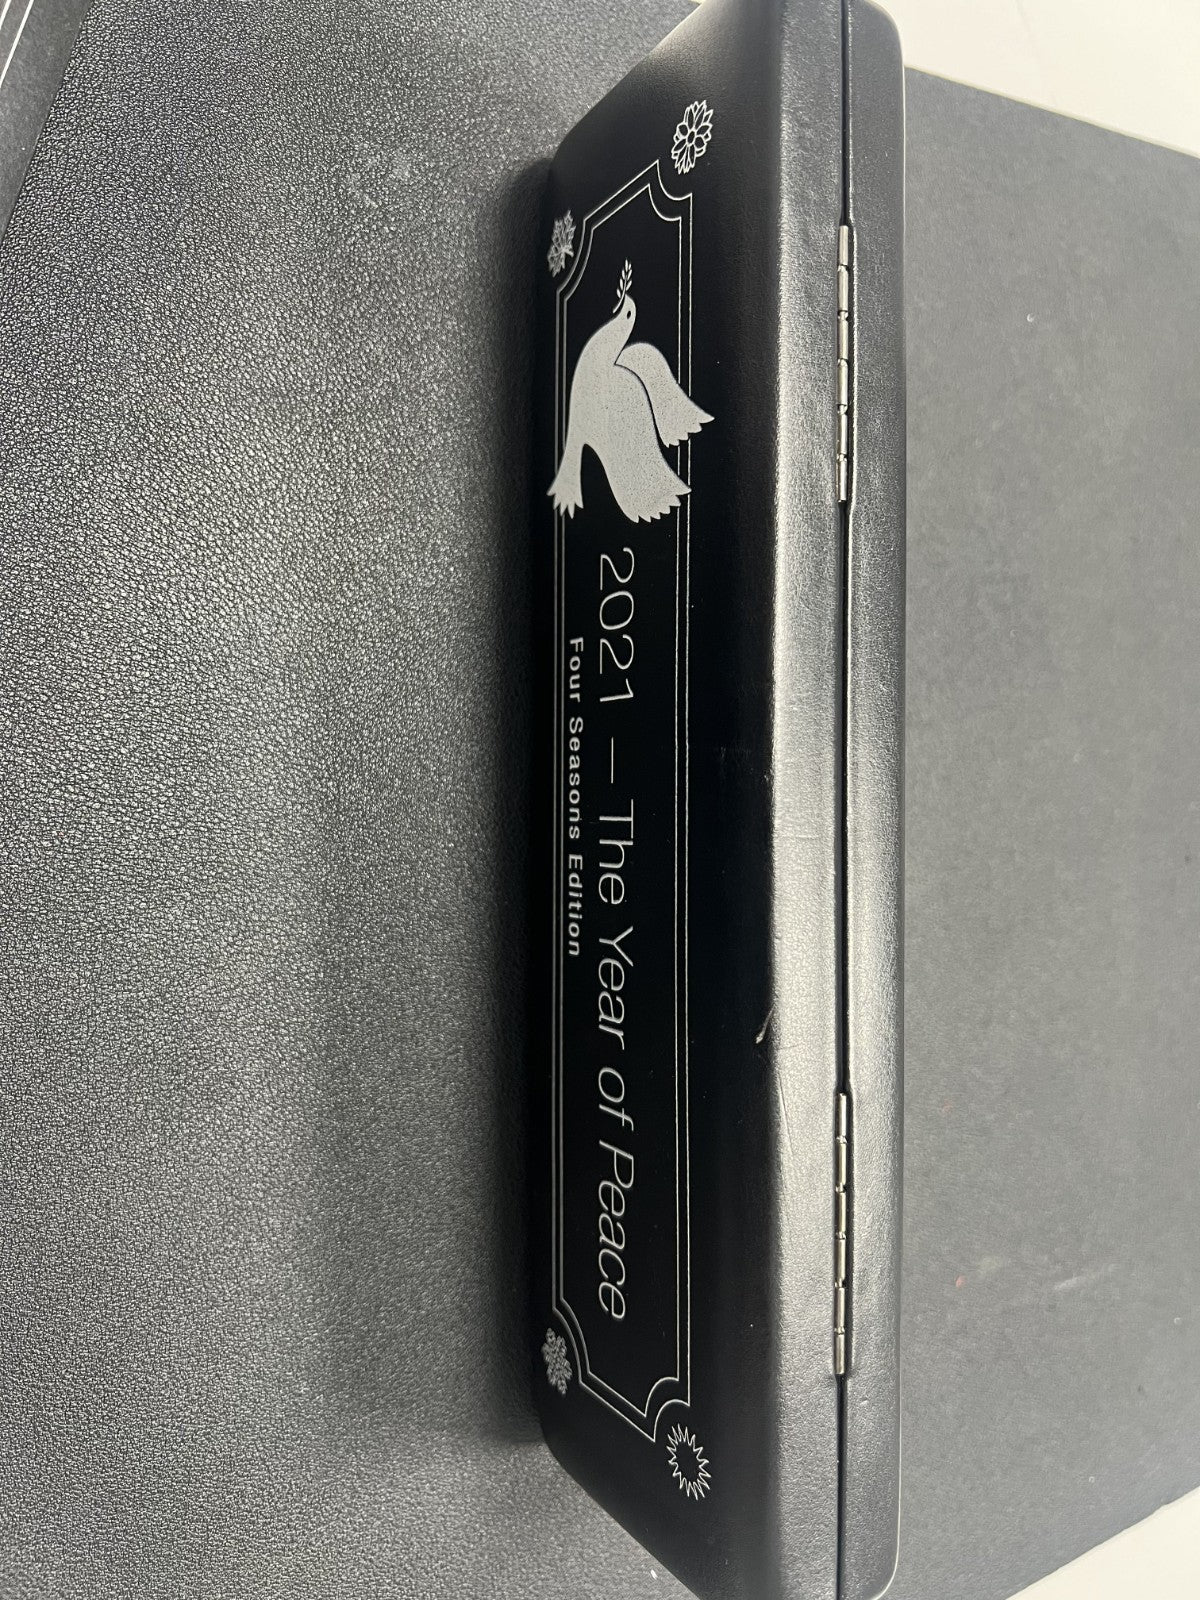 2021 – The Year of Peace
Four Seasons Edition